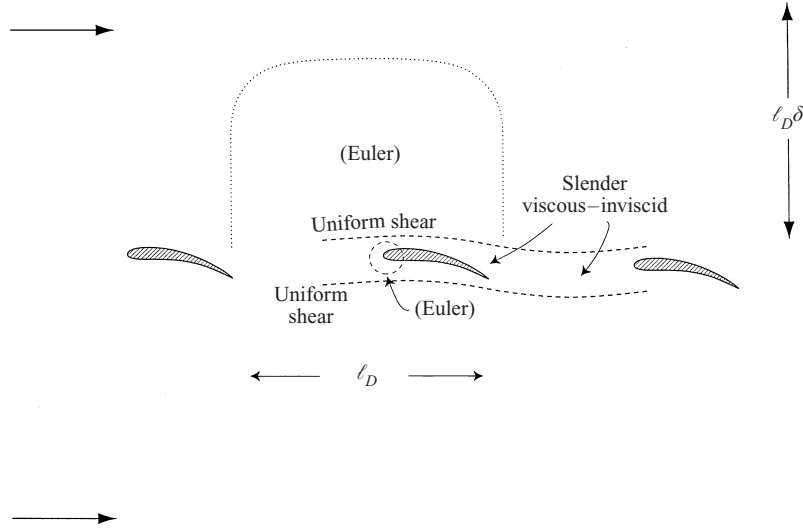 ℓ_Dδ
(Euler)
Slender
viscous–inviscid
Uniform shear
Uniform
shear
(Euler)
ℓ_D